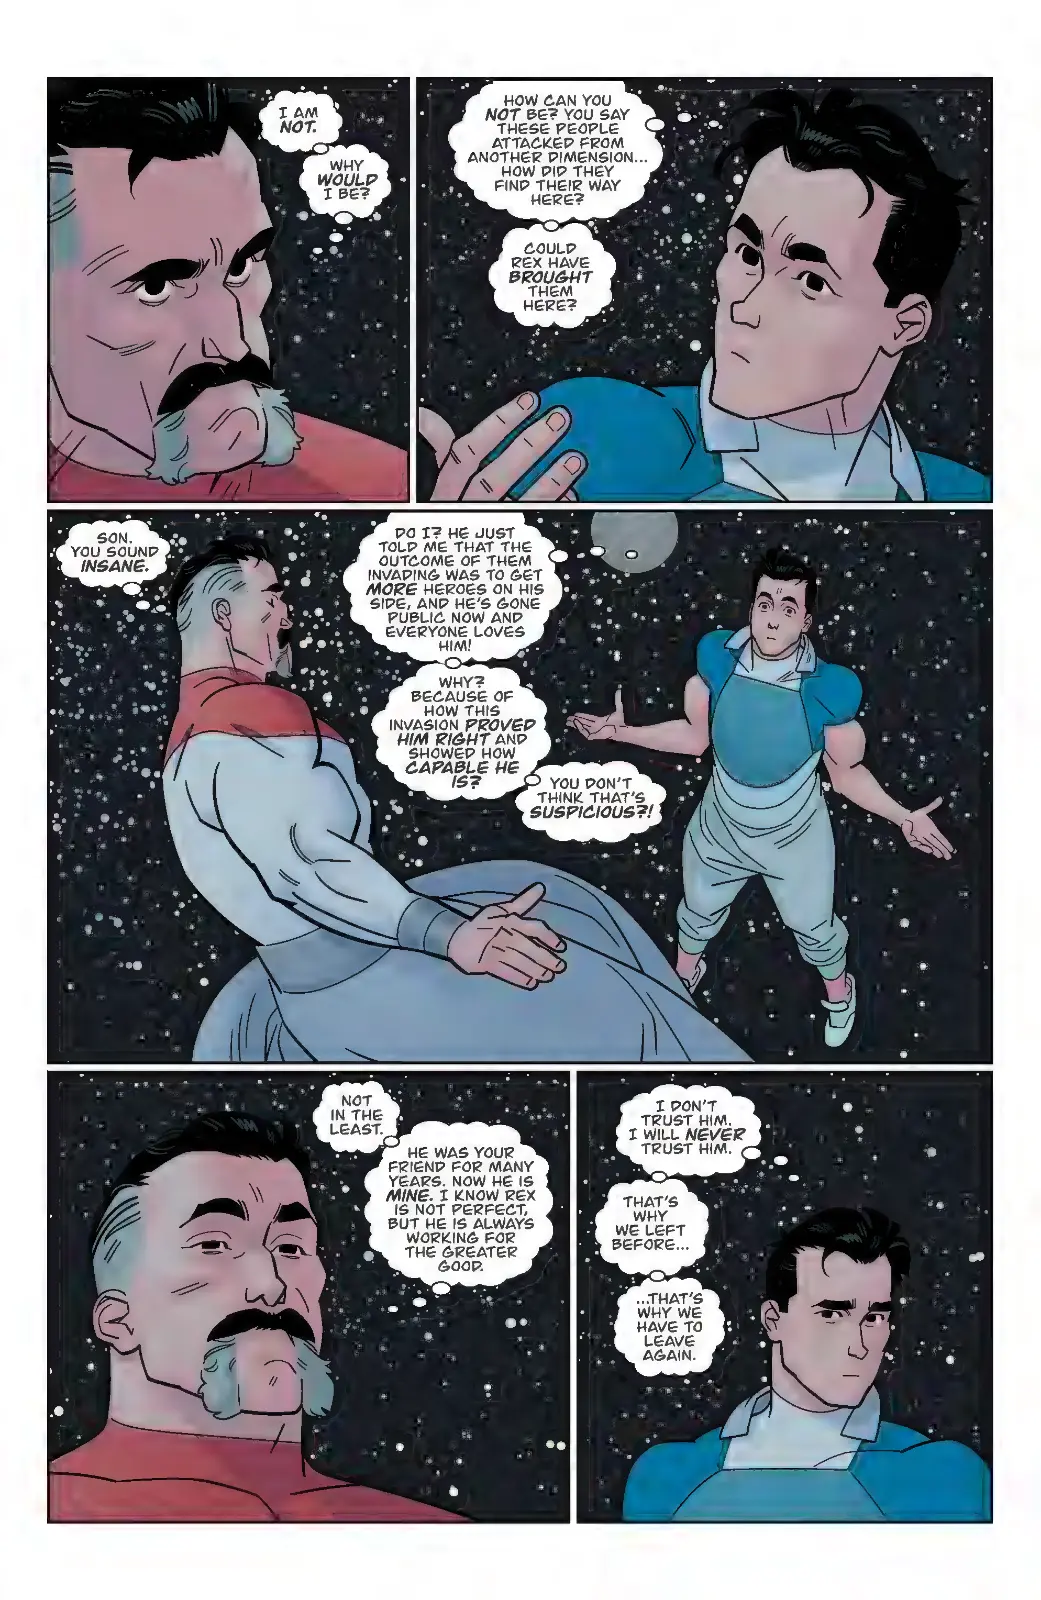 I AM
NOT.
WHY
WOULD
I BE?
HOW CAN YOU
NOT BE? YOU SAY
THESE PEOPLE
ATTACKED FROM
ANOTHER DIMENSION...
HOW DID THEY
FIND THEIR WAY
HERE?
COULD
REX HAVE
BROUGHT
THEM
HERE?
SON.
YOU SOUND
INSANE.
DO I? HE JUST
TOLD ME THAT THE
OUTCOME OF THEM
INVADING WAS TO GET
MORE HEROES ON HIS
SIDE, AND HE'S GONE
PUBLIC NOW AND
EVERYONE LOVES
HIM!
WHY?
BECAUSE OF
HOW THIS
INVASION PROVED
HIM RIGHT AND
SHOWED HOW
CAPABLE HE
IS?
YOU DON'T
THINK THAT'S
SUSPICIOUS?!
NOT
IN THE
LEAST.
HE WAS YOUR
FRIEND FOR MANY
YEARS. NOW HE IS
MINE. I KNOW REX
IS NOT PERFECT,
BUT HE IS ALWAYS
WORKING FOR
THE GREATER
GOOD.
I DON'T
TRUST HIM.
I WILL NEVER
TRUST HIM.
THAT'S
WHY
WE LEFT
BEFORE...
...THAT'S
WHY WE
HAVE TO
LEAVE
AGAIN.